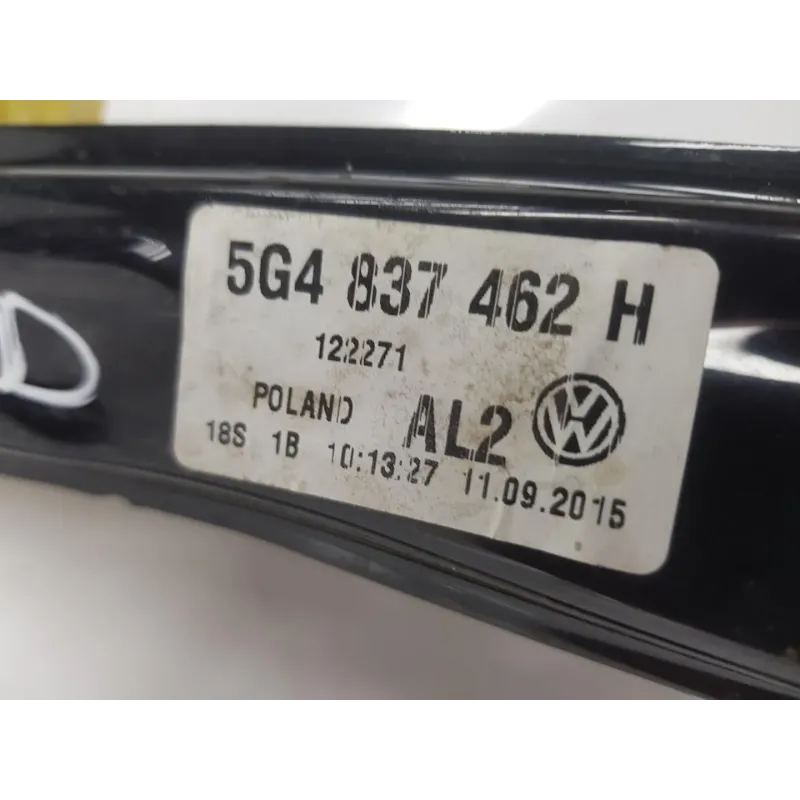 5G4 837 462 H
122271
POLAND AL2
18S 1B 10:13:27 11.09.2015